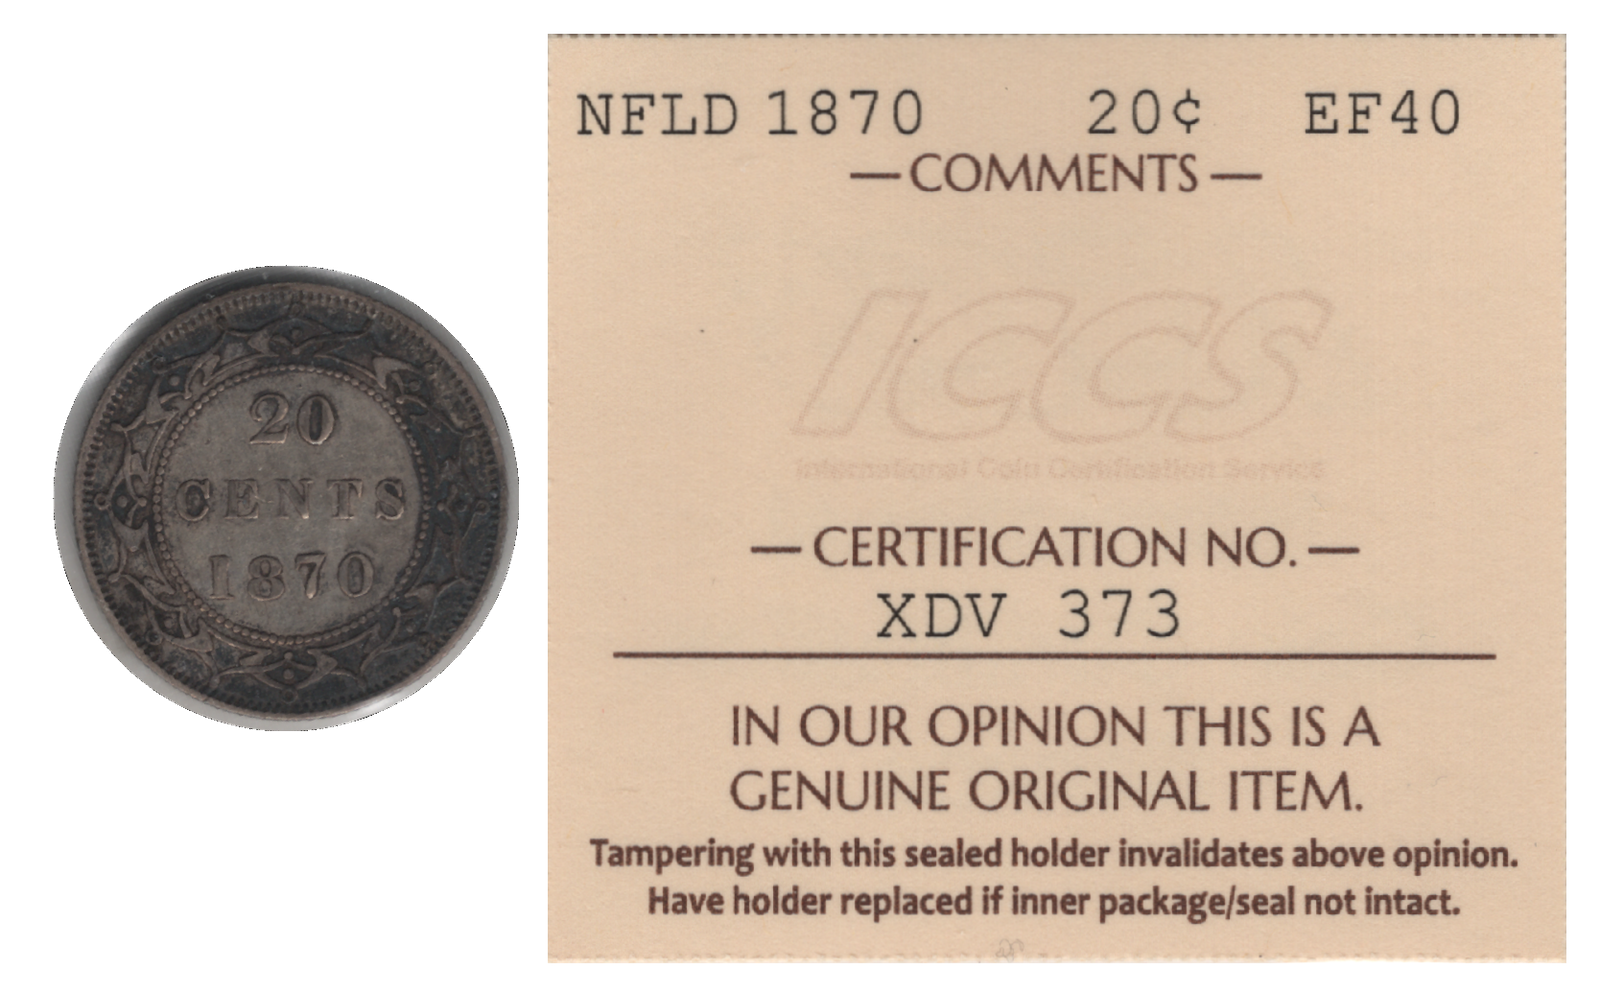 20
CENTS
1870
NFLD 1870 20¢ EF40
— COMMENTS —
ICCS
International Coin Certification Service
— CERTIFICATION NO. —
XDV 373
IN OUR OPINION THIS IS A
GENUINE ORIGINAL ITEM.
Tampering with this sealed holder invalidates above opinion.
Have holder replaced if inner package/seal not intact.